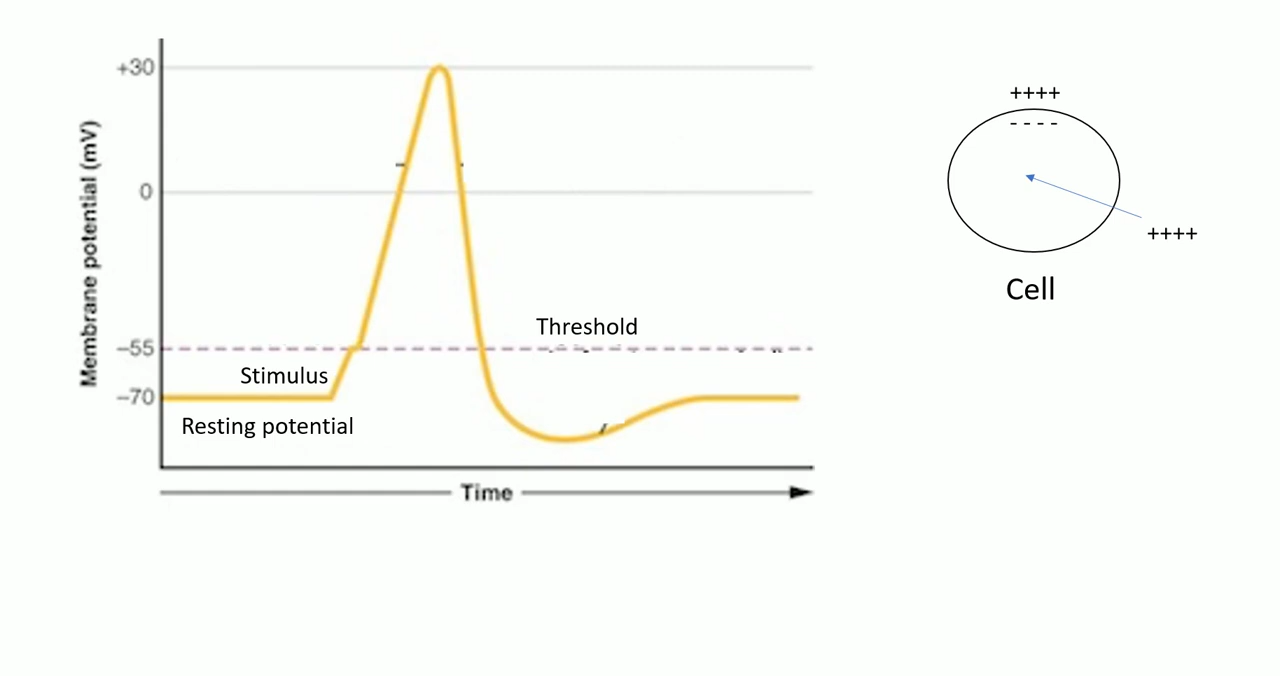 +30
0
–55
–70
Membrane potential (mV)
Threshold
Stimulus
Resting potential
Time
++++
- - - -
++++
Cell